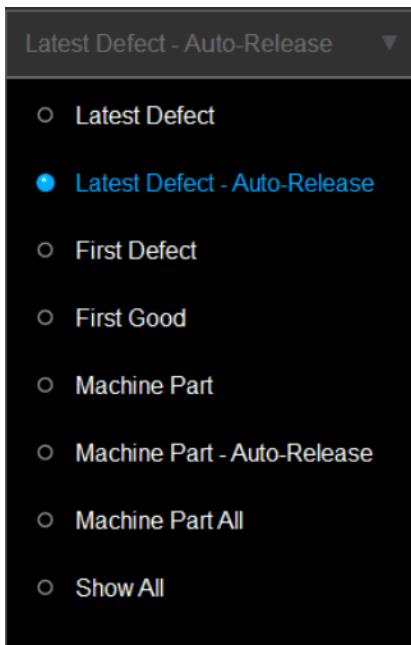 Latest Defect - Auto-Release
Latest Defect
Latest Defect - Auto-Release
First Defect
First Good
Machine Part
Machine Part - Auto-Release
Machine Part All
Show All